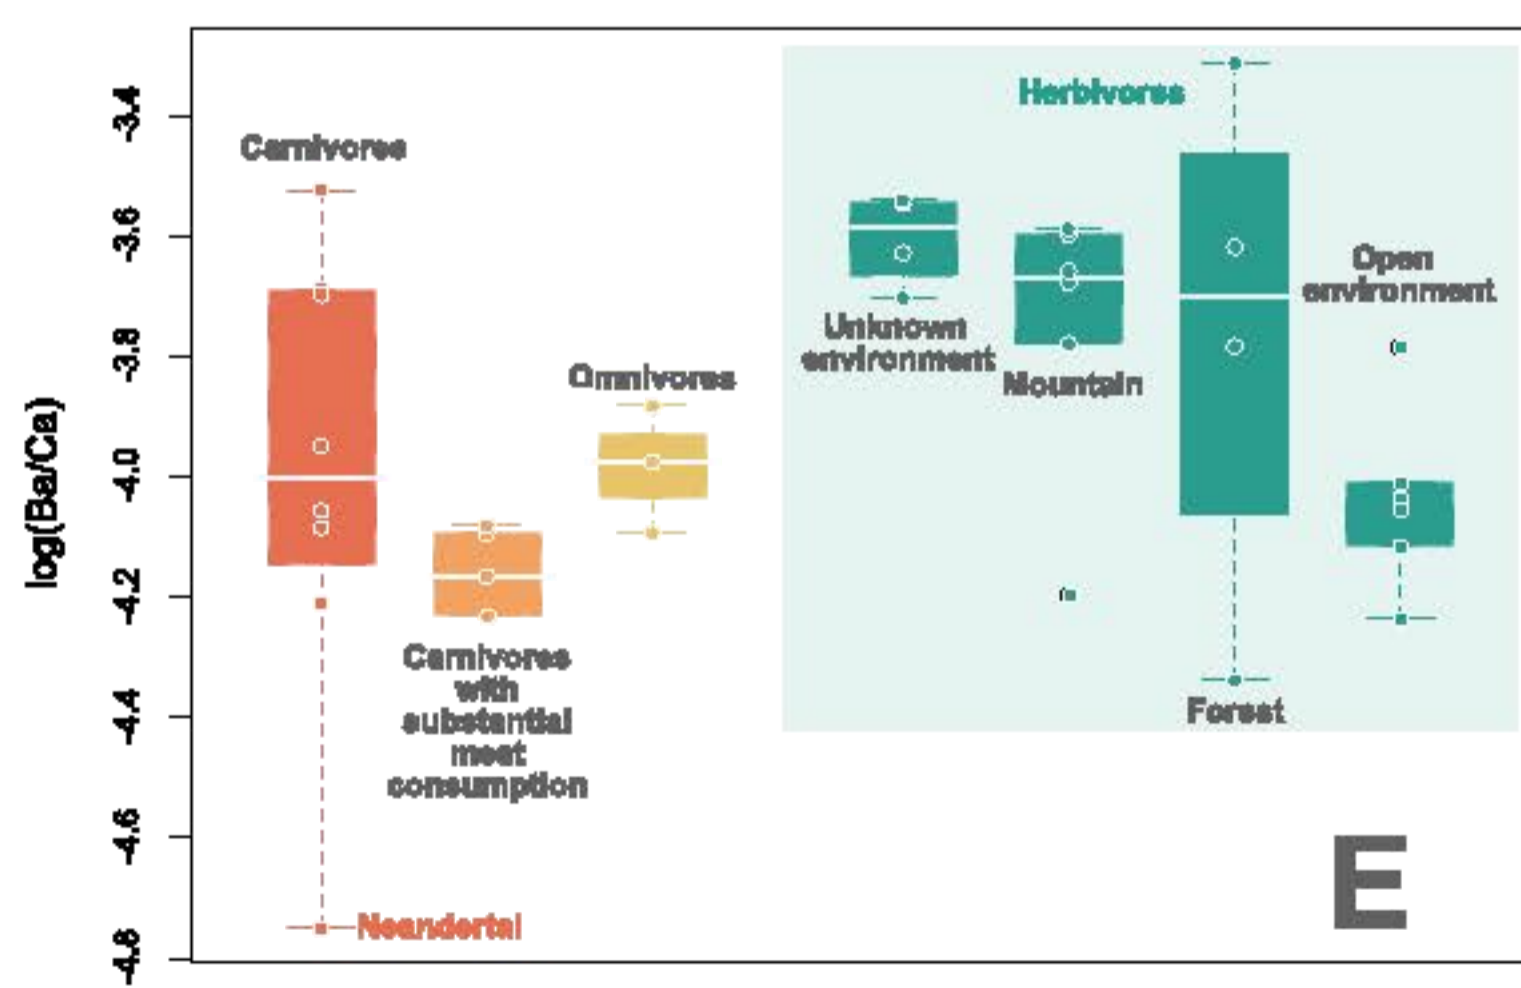 Carnivores
Herbivores
Open
environment
Unknown
environment
Mountain
Omnivores
Carnivores
with
substantial
meat
consumption
Forest
Neandertal
E
log(Ba/Ca)
-3.4
-3.6
-3.8
-4.0
-4.2
-4.4
-4.6
-4.8